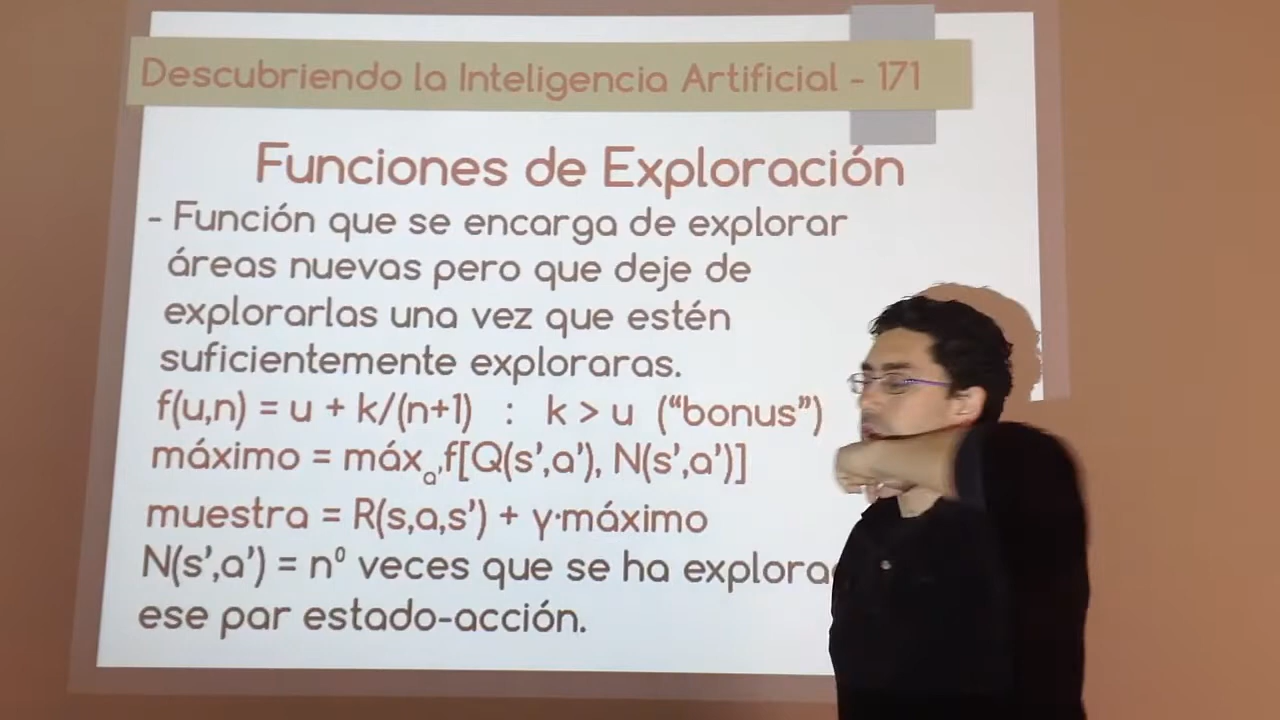 Descubriendo la Inteligencia Artificial - 171
Funciones de Exploración
- Función que se encarga de explorar
áreas nuevas pero que deje de
explorarlas una vez que estén
suficientemente exploraras.
f(u,n) = u + k/(n+1) : k > u ("bonus")
máximo = máxₐ' f[Q(s',a'), N(s',a')]
muestra = R(s,a,s') + γ·máximo
N(s',a') = nº veces que se ha
ese par estado-acción.